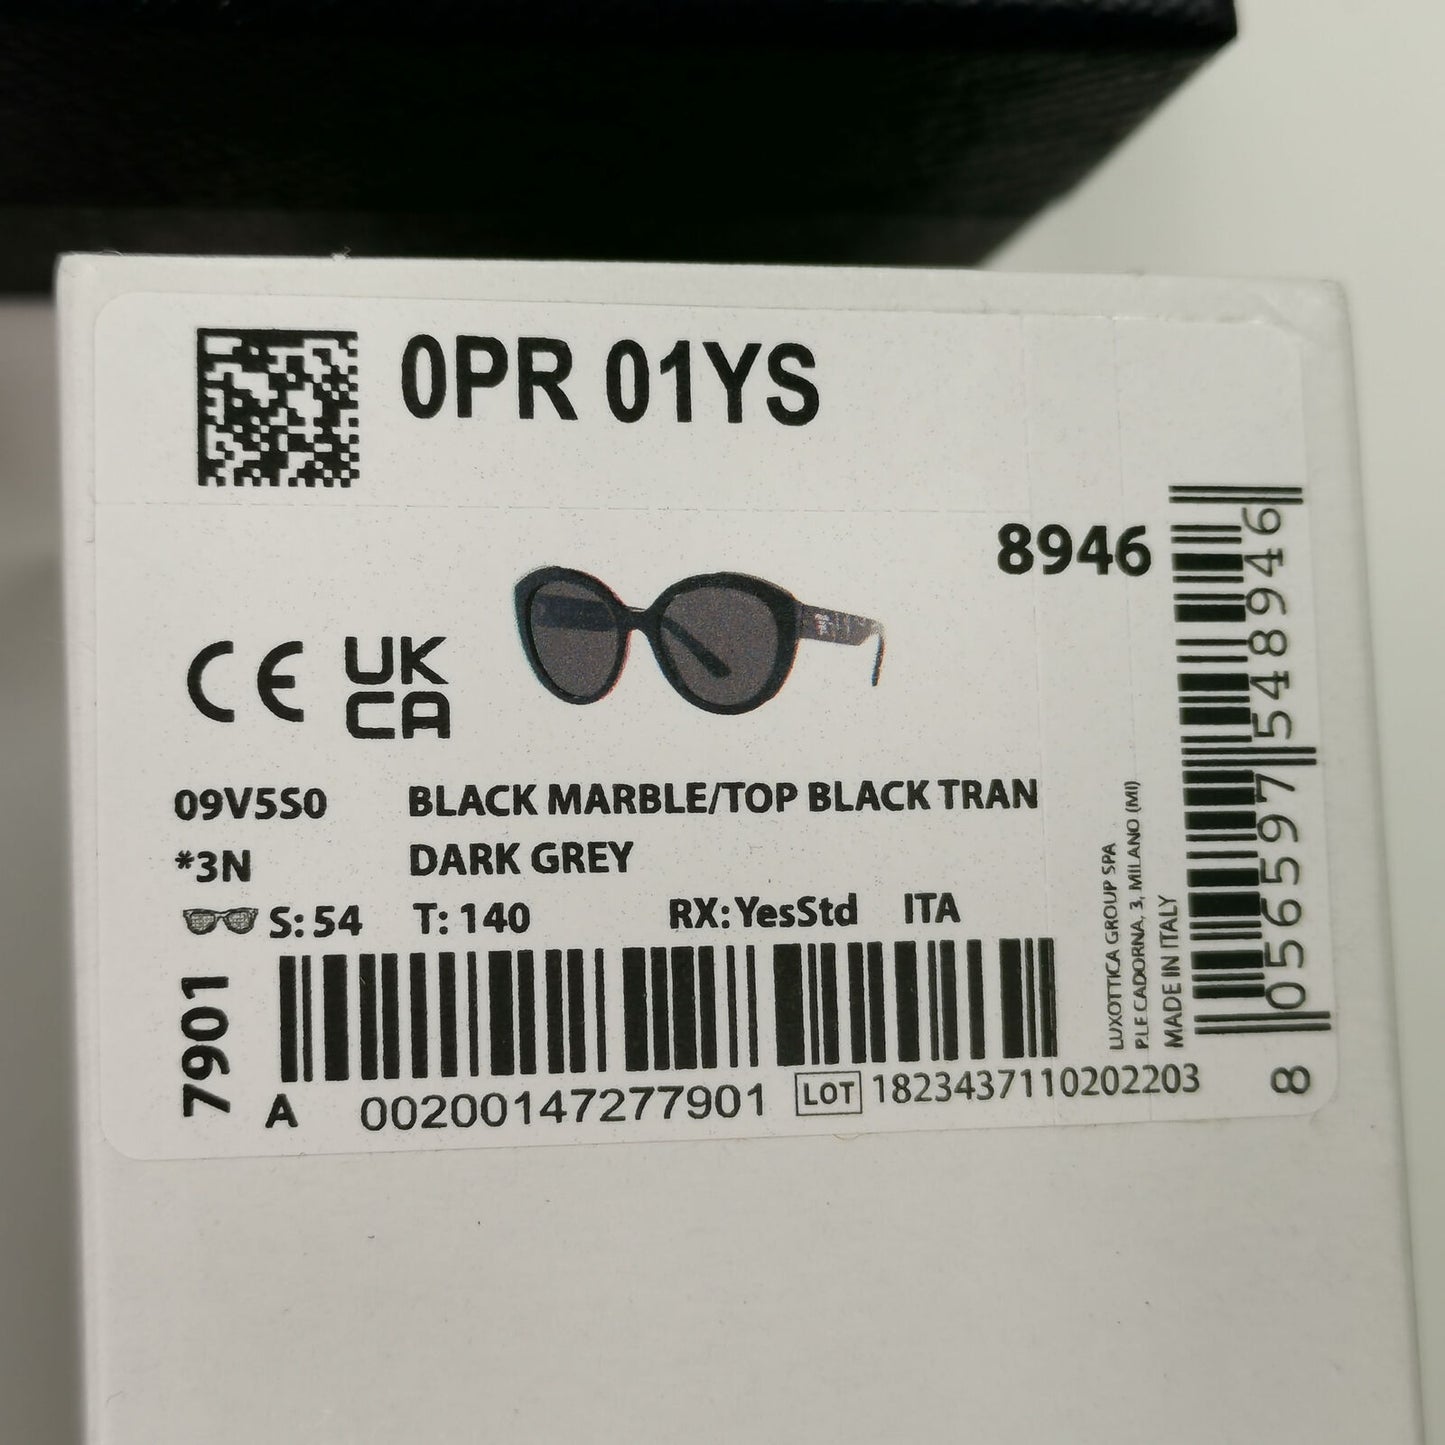 0PR 01YS
8946
CE UK
CA
09V5S0 BLACK MARBLE/TOP BLACK TRAN
*3N DARK GREY
S: 54 T: 140 RX: YesStd ITA
7901
A 00200147277901 LOT 1823437110202203
LUXOTTICA GROUP SPA
P.LE CADORNA, 3, MILANO (MI)
MADE IN ITALY
8 056597 548946